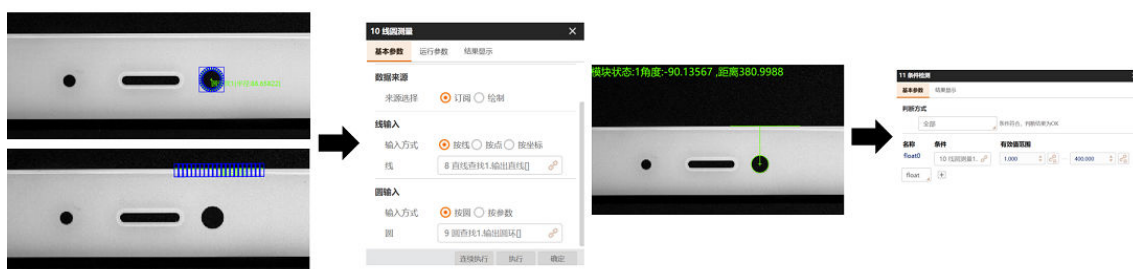 10 线圆测量
基本参数 运行参数 结果显示
数据来源
来源选择 订阅 绘制
线输入
输入方式 按线 按点 按坐标
线 8 直线查找1.输出直线[]
圆输入
输入方式 按圆 按参数
圆 9 圆查找1.输出圆环[]
连续执行 执行 确定
模块状态:1角度:-90.13567 ,距离380.9988
11 条件检测
基本参数 结果显示
判断方式
全部
名称 条件 有效值范围
float0 10 线圆测量1. 1.000 - 400.000
float